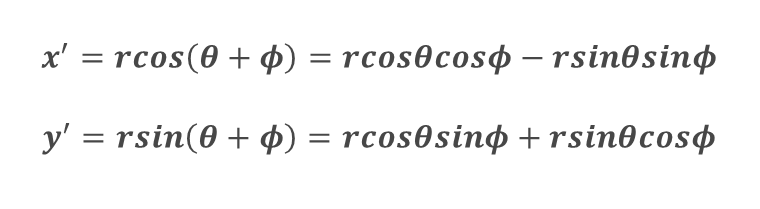 x′ = rcos(θ + ϕ) = rcosθcosϕ − rsinθsinϕ
y′ = rsin(θ + ϕ) = rcosθsinϕ + rsinθcosϕ